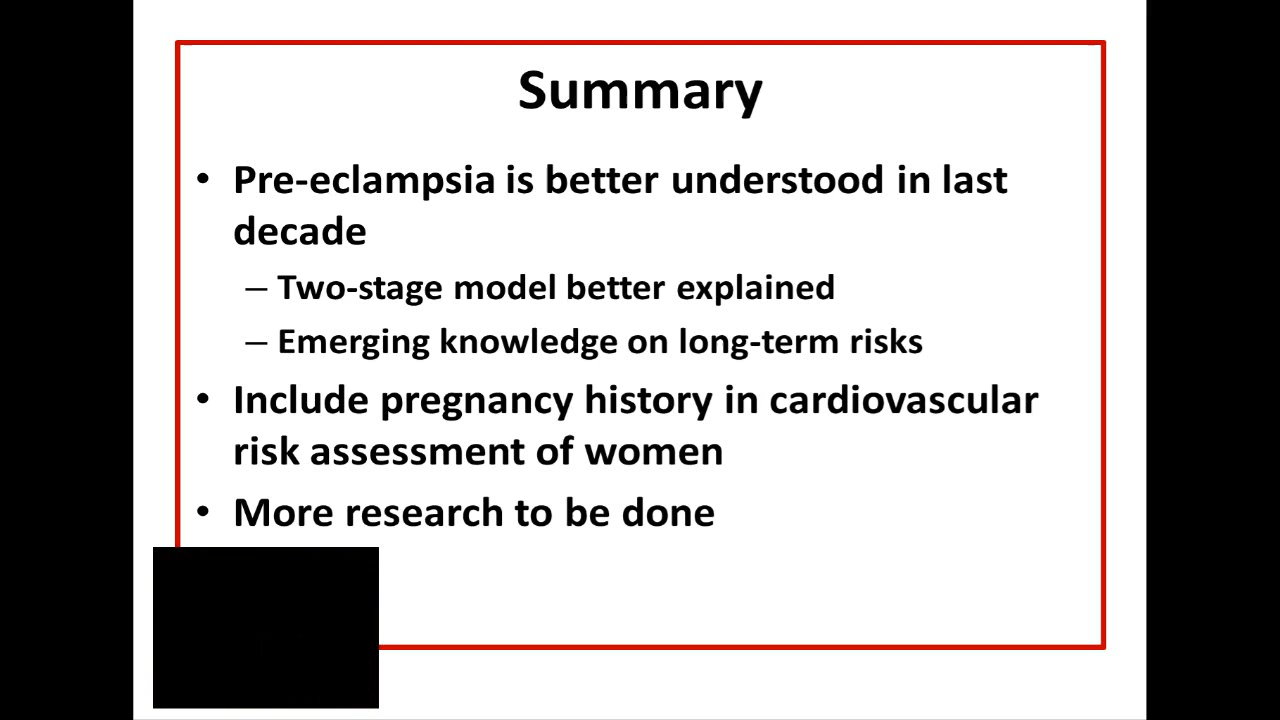 Summary
• Pre-eclampsia is better understood in last
decade
– Two-stage model better explained
– Emerging knowledge on long-term risks
• Include pregnancy history in cardiovascular
risk assessment of women
• More research to be done